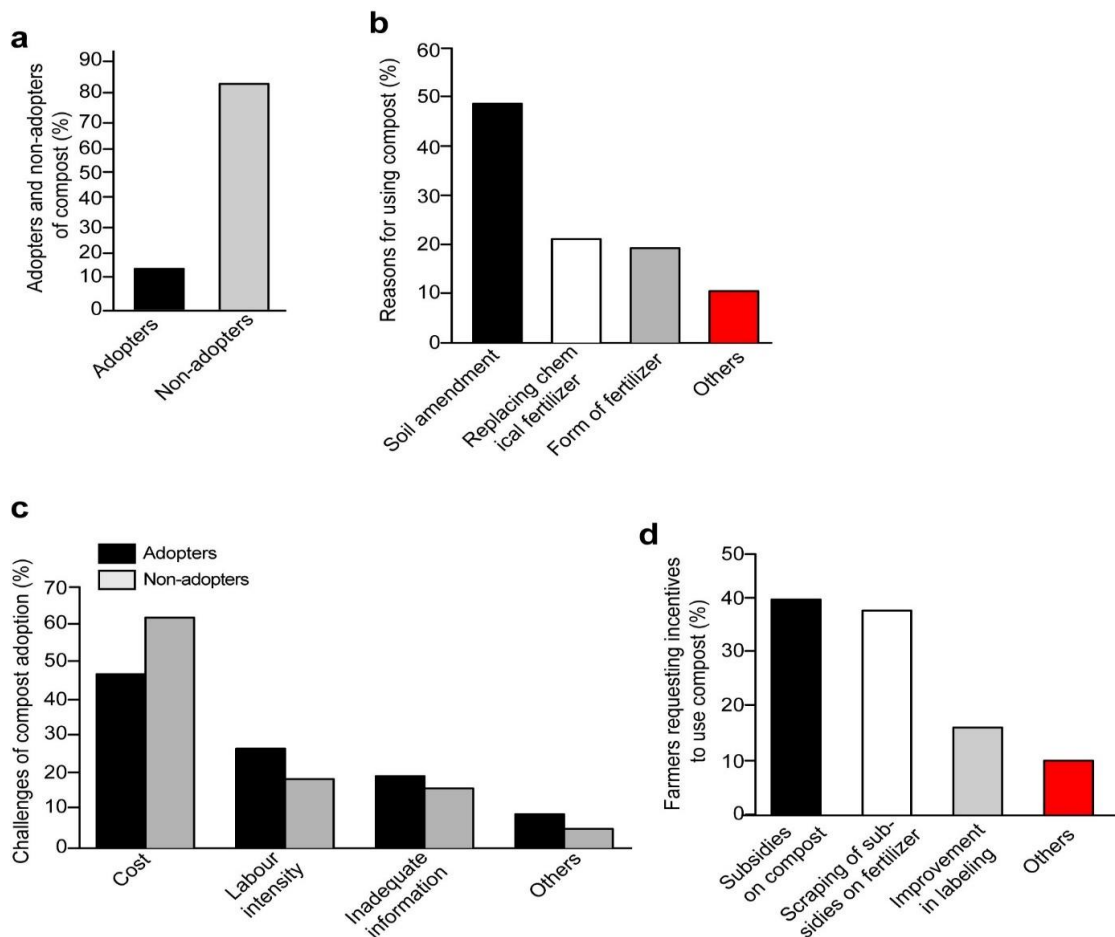 a
Adopters and non-adopters
of compost (%)
90
80
70
60
50
40
30
20
10
0
Adopters
Non-adopters
b
Reasons for using compost (%)
60
50
40
30
20
10
0
Soil amendment
Replacing chem
ical fertilizer
Form of fertilizer
Others
c
Adopters
Non-adopters
Challenges of compost adoption (%)
70
60
50
40
30
20
10
0
Cost
Labour
intensity
Inadequate
information
Others
d
Farmers requesting incentives
to use compost (%)
50
40
30
20
10
0
Subsidies
on compost
Scraping of sub-
sidies on fertilizer
Improvement
in labeling
Others